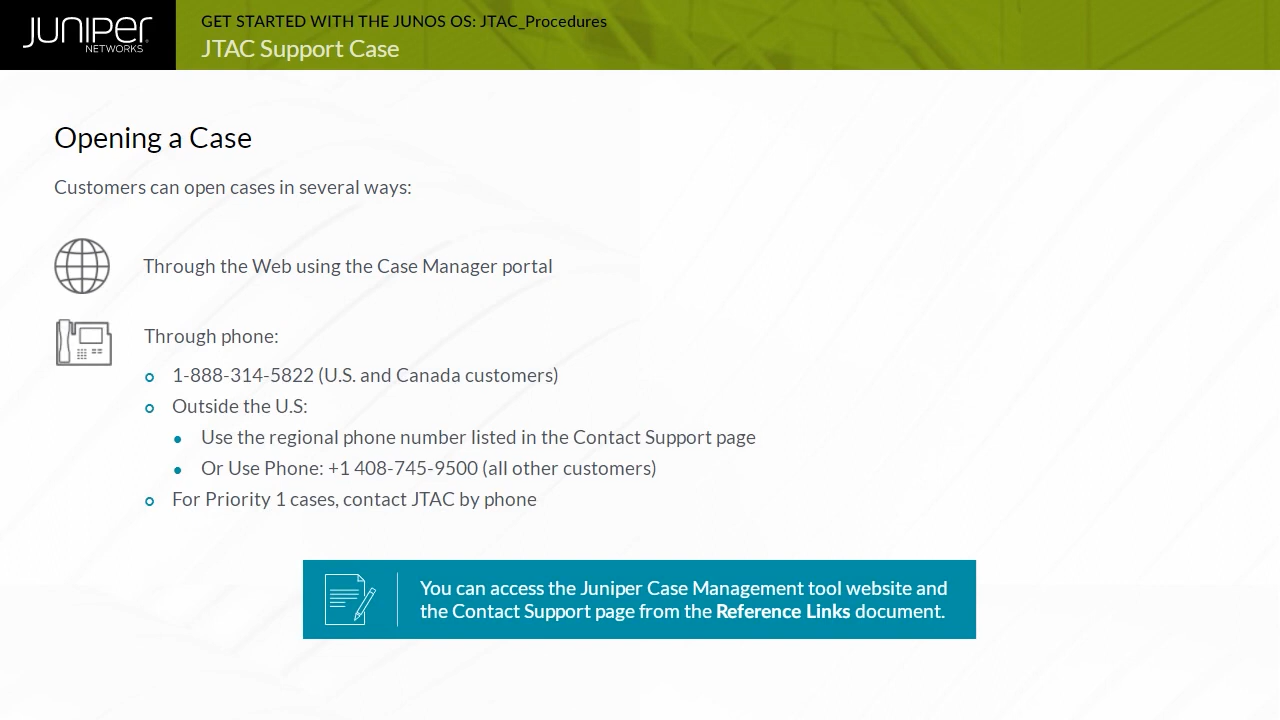 JUNIPEr
NETWORKS
GET STARTED WITH THE JUNOS OS: JTAC_Procedures
JTAC Support Case
Opening a Case
Customers can open cases in several ways:
Through the Web using the Case Manager portal
Through phone:
1-888-314-5822 (U.S. and Canada customers)
Outside the U.S:
Use the regional phone number listed in the Contact Support page
Or Use Phone: +1 408-745-9500 (all other customers)
For Priority 1 cases, contact JTAC by phone
You can access the Juniper Case Management tool website and
the Contact Support page from the Reference Links document.